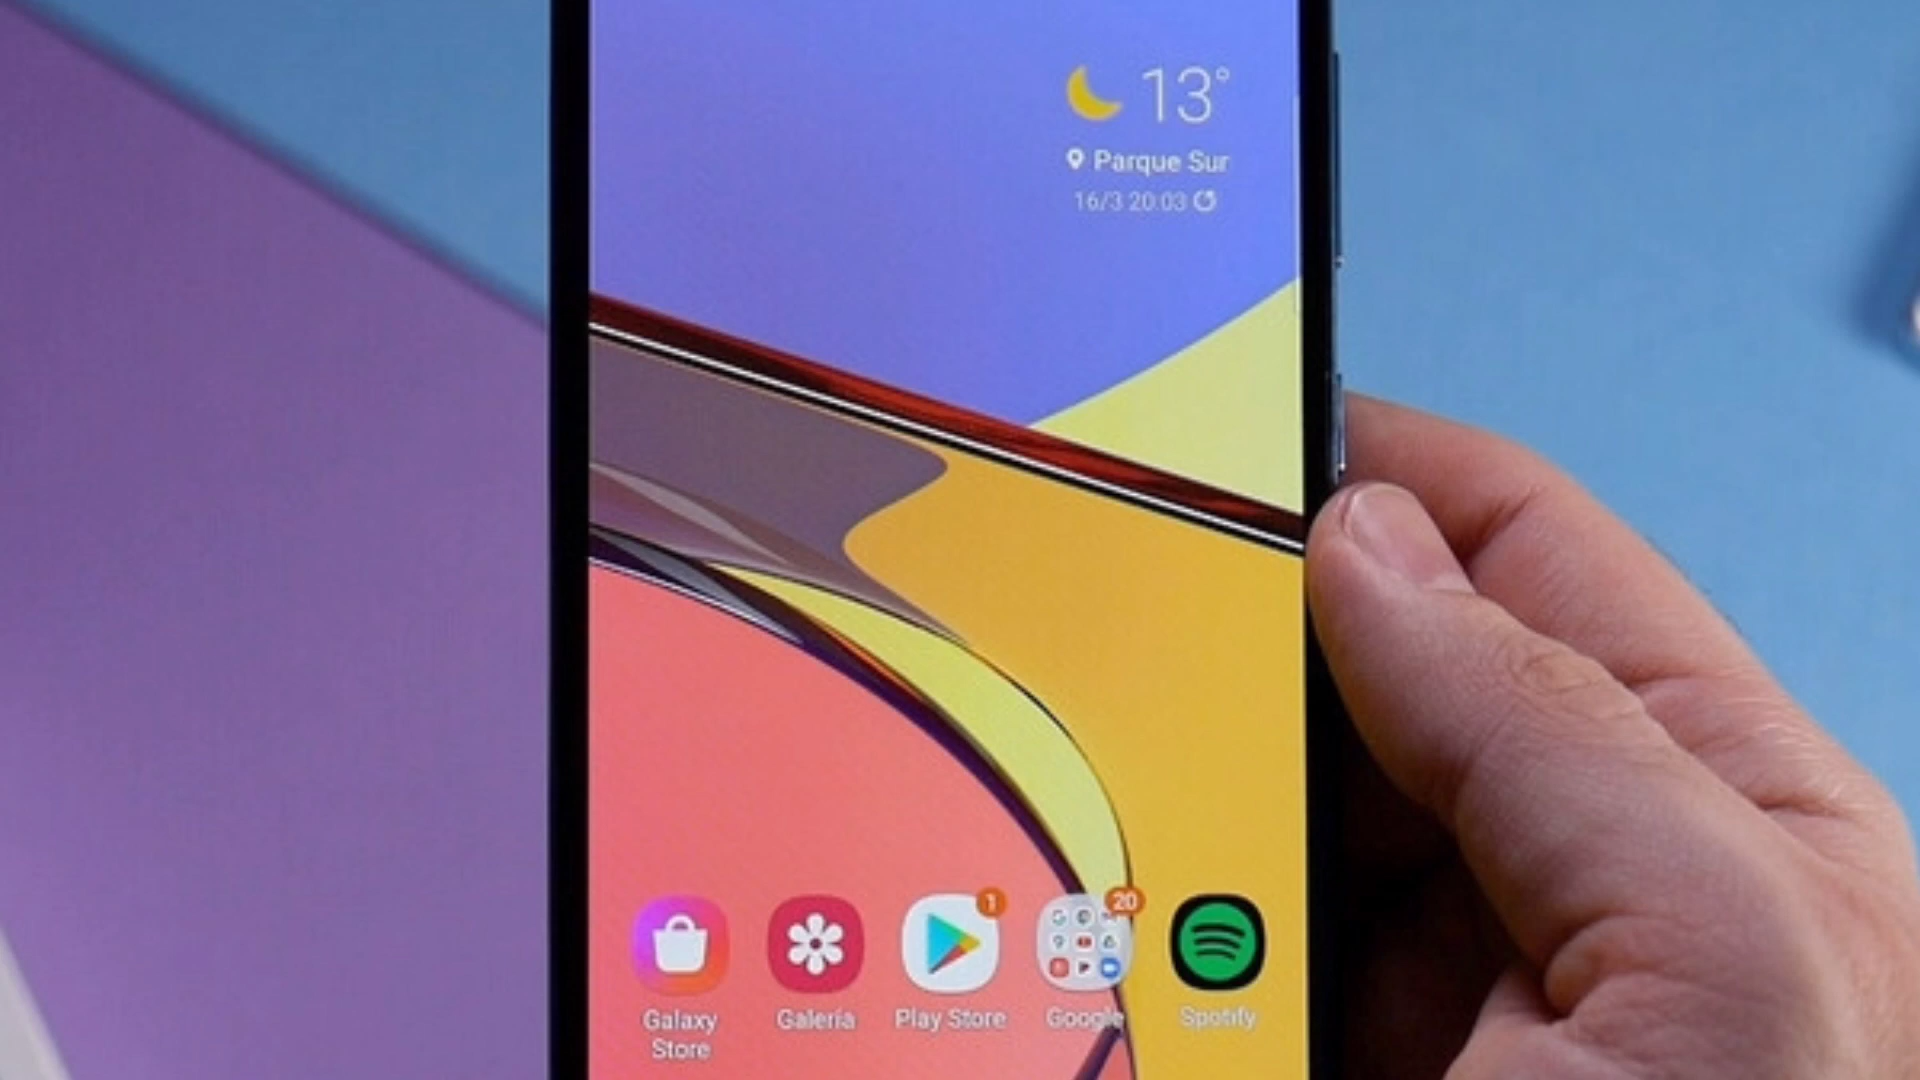 13°
Parque Sur
16/3 20:03
1
20
Galaxy
Store
Galería
Play Store
Google
Spotify